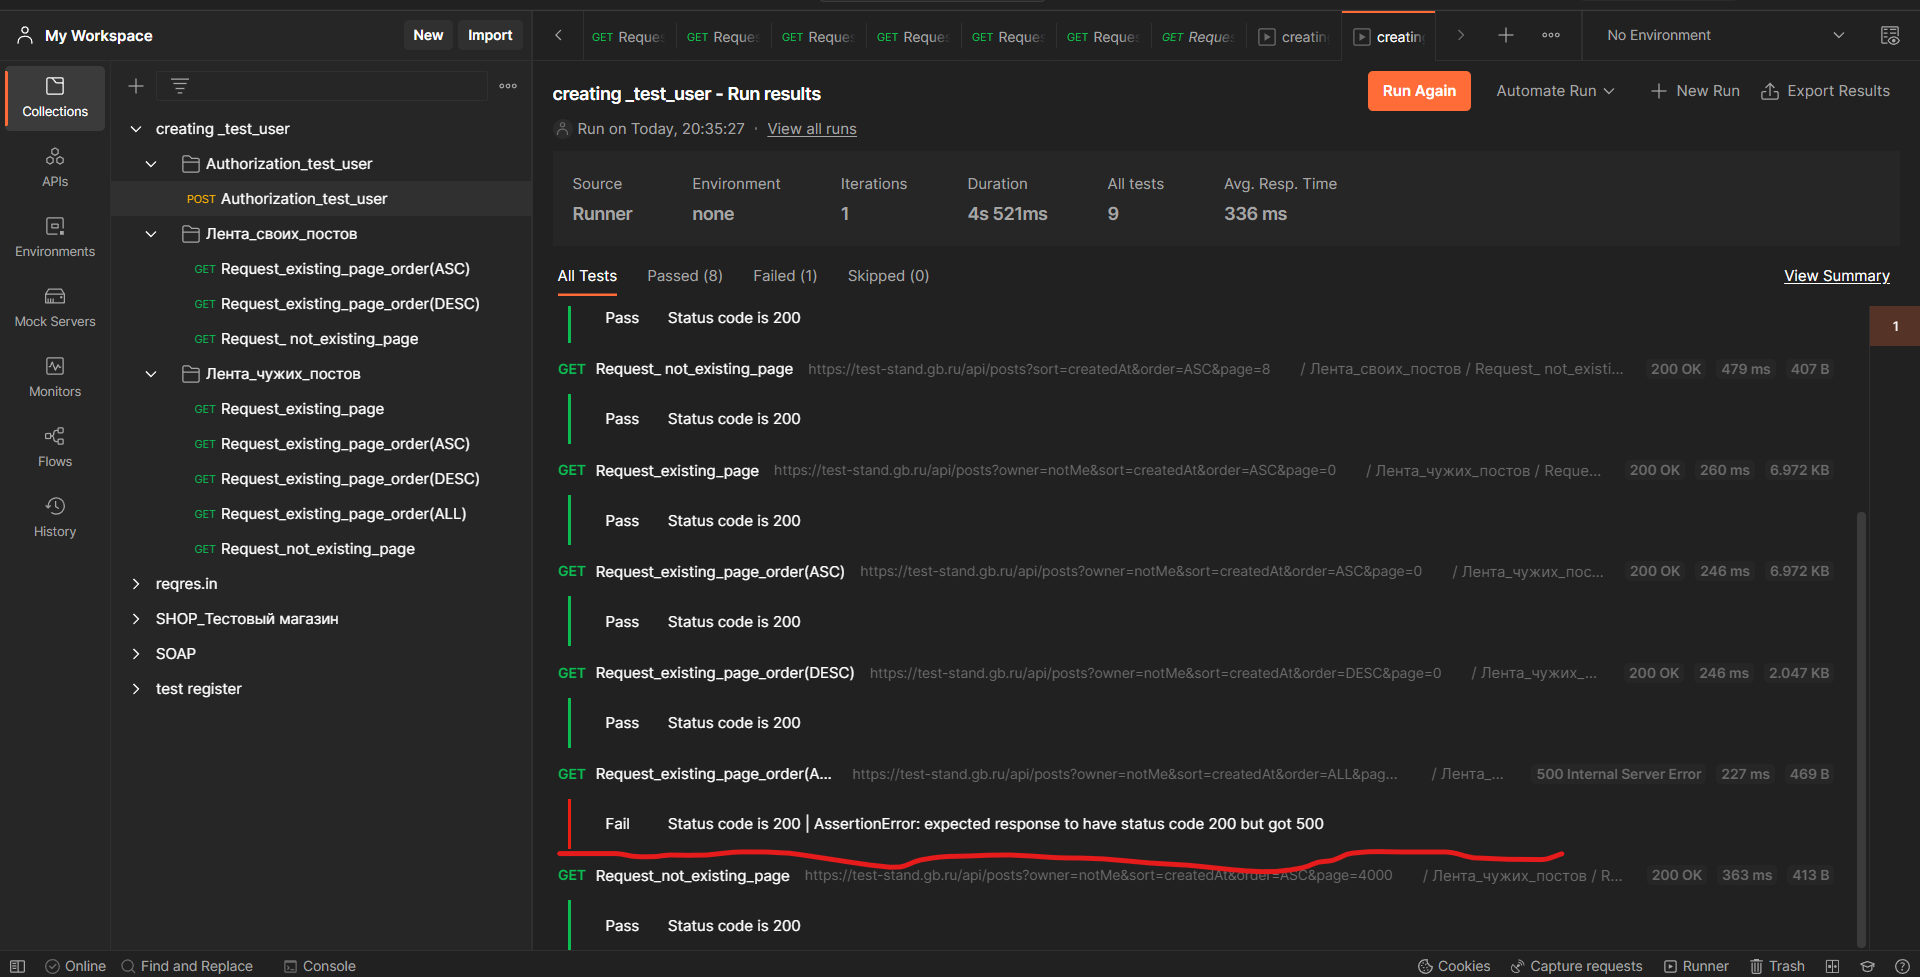 My Workspace
New
Import
GET Reques
GET Reques
GET Reques
GET Reques
GET Reques
GET Reques
GET Reques
creatin
creatin
No Environment
Collections
APIs
Environments
Mock Servers
Monitors
Flows
History
creating _test_user
Authorization_test_user
POST Authorization_test_user
Лента_своих_постов
GET Request_existing_page_order(ASC)
GET Request_existing_page_order(DESC)
GET Request_ not_existing_page
Лента_чужих_постов
GET Request_existing_page
GET Request_existing_page_order(ASC)
GET Request_existing_page_order(DESC)
GET Request_existing_page_order(ALL)
GET Request_not_existing_page
reqres.in
SHOP_Тестовый магазин
SOAP
test register
creating _test_user - Run results
Run Again
Automate Run
New Run
Export Results
Run on Today, 20:35:27 · View all runs
Source Environment Iterations Duration All tests Avg. Resp. Time
Runner none 1 4s 521ms 9 336 ms
All Tests Passed (8) Failed (1) Skipped (0) View Summary
Pass Status code is 200
1
GET Request_ not_existing_page https://test-stand.gb.ru/api/posts?sort=createdAt&order=ASC&page=8 / Лента_своих_постов / Request_ not_existi... 200 OK 479 ms 407 B
Pass Status code is 200
GET Request_existing_page https://test-stand.gb.ru/api/posts?owner=notMe&sort=createdAt&order=ASC&page=0 / Лента_чужих_постов / Reque... 200 OK 260 ms 6.972 KB
Pass Status code is 200
GET Request_existing_page_order(ASC) https://test-stand.gb.ru/api/posts?owner=notMe&sort=createdAt&order=ASC&page=0 / Лента_чужих_пос... 200 OK 246 ms 6.972 KB
Pass Status code is 200
GET Request_existing_page_order(DESC) https://test-stand.gb.ru/api/posts?owner=notMe&sort=createdAt&order=DESC&page=0 / Лента_чужих_... 200 OK 246 ms 2.047 KB
Pass Status code is 200
GET Request_existing_page_order(A... https://test-stand.gb.ru/api/posts?owner=notMe&sort=createdAt&order=ALL&pag... / Лента_... 500 Internal Server Error 227 ms 469 B
Fail Status code is 200 | AssertionError: expected response to have status code 200 but got 500
GET Request_not_existing_page https://test-stand.gb.ru/api/posts?owner=notMe&sort=createdAt&order=ASC&page=4000 / Лента_чужих_постов / R... 200 OK 363 ms 413 B
Pass Status code is 200
Online
Find and Replace
Console
Cookies
Capture requests
Runner
Trash